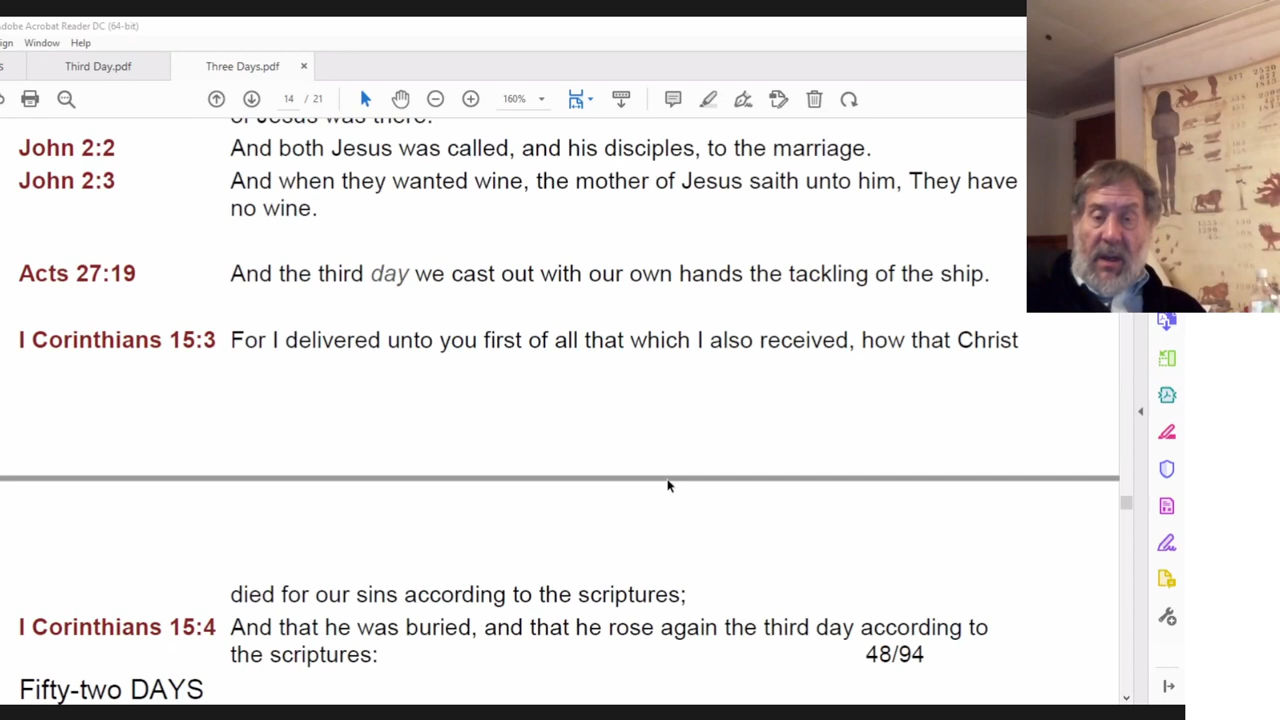 Adobe Acrobat Reader DC (64-bit)
ign Window Help
s Third Day.pdf Three Days.pdf ×
14 / 21 160%
of Jesus was there:
John 2:2 And both Jesus was called, and his disciples, to the marriage.
John 2:3 And when they wanted wine, the mother of Jesus saith unto him, They have
no wine.
Acts 27:19 And the third day we cast out with our own hands the tackling of the ship.
I Corinthians 15:3 For I delivered unto you first of all that which I also received, how that Christ
died for our sins according to the scriptures;
I Corinthians 15:4 And that he was buried, and that he rose again the third day according to
the scriptures: 48/94
Fifty-two DAYS
677 2520